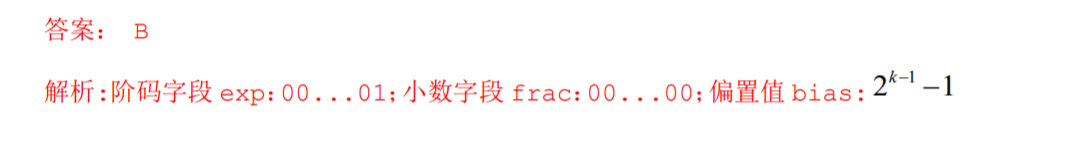 答案： B
解析:阶码字段 exp:00...01;小数字段 frac:00...00;偏置值 bias: 2^{k-1} -1